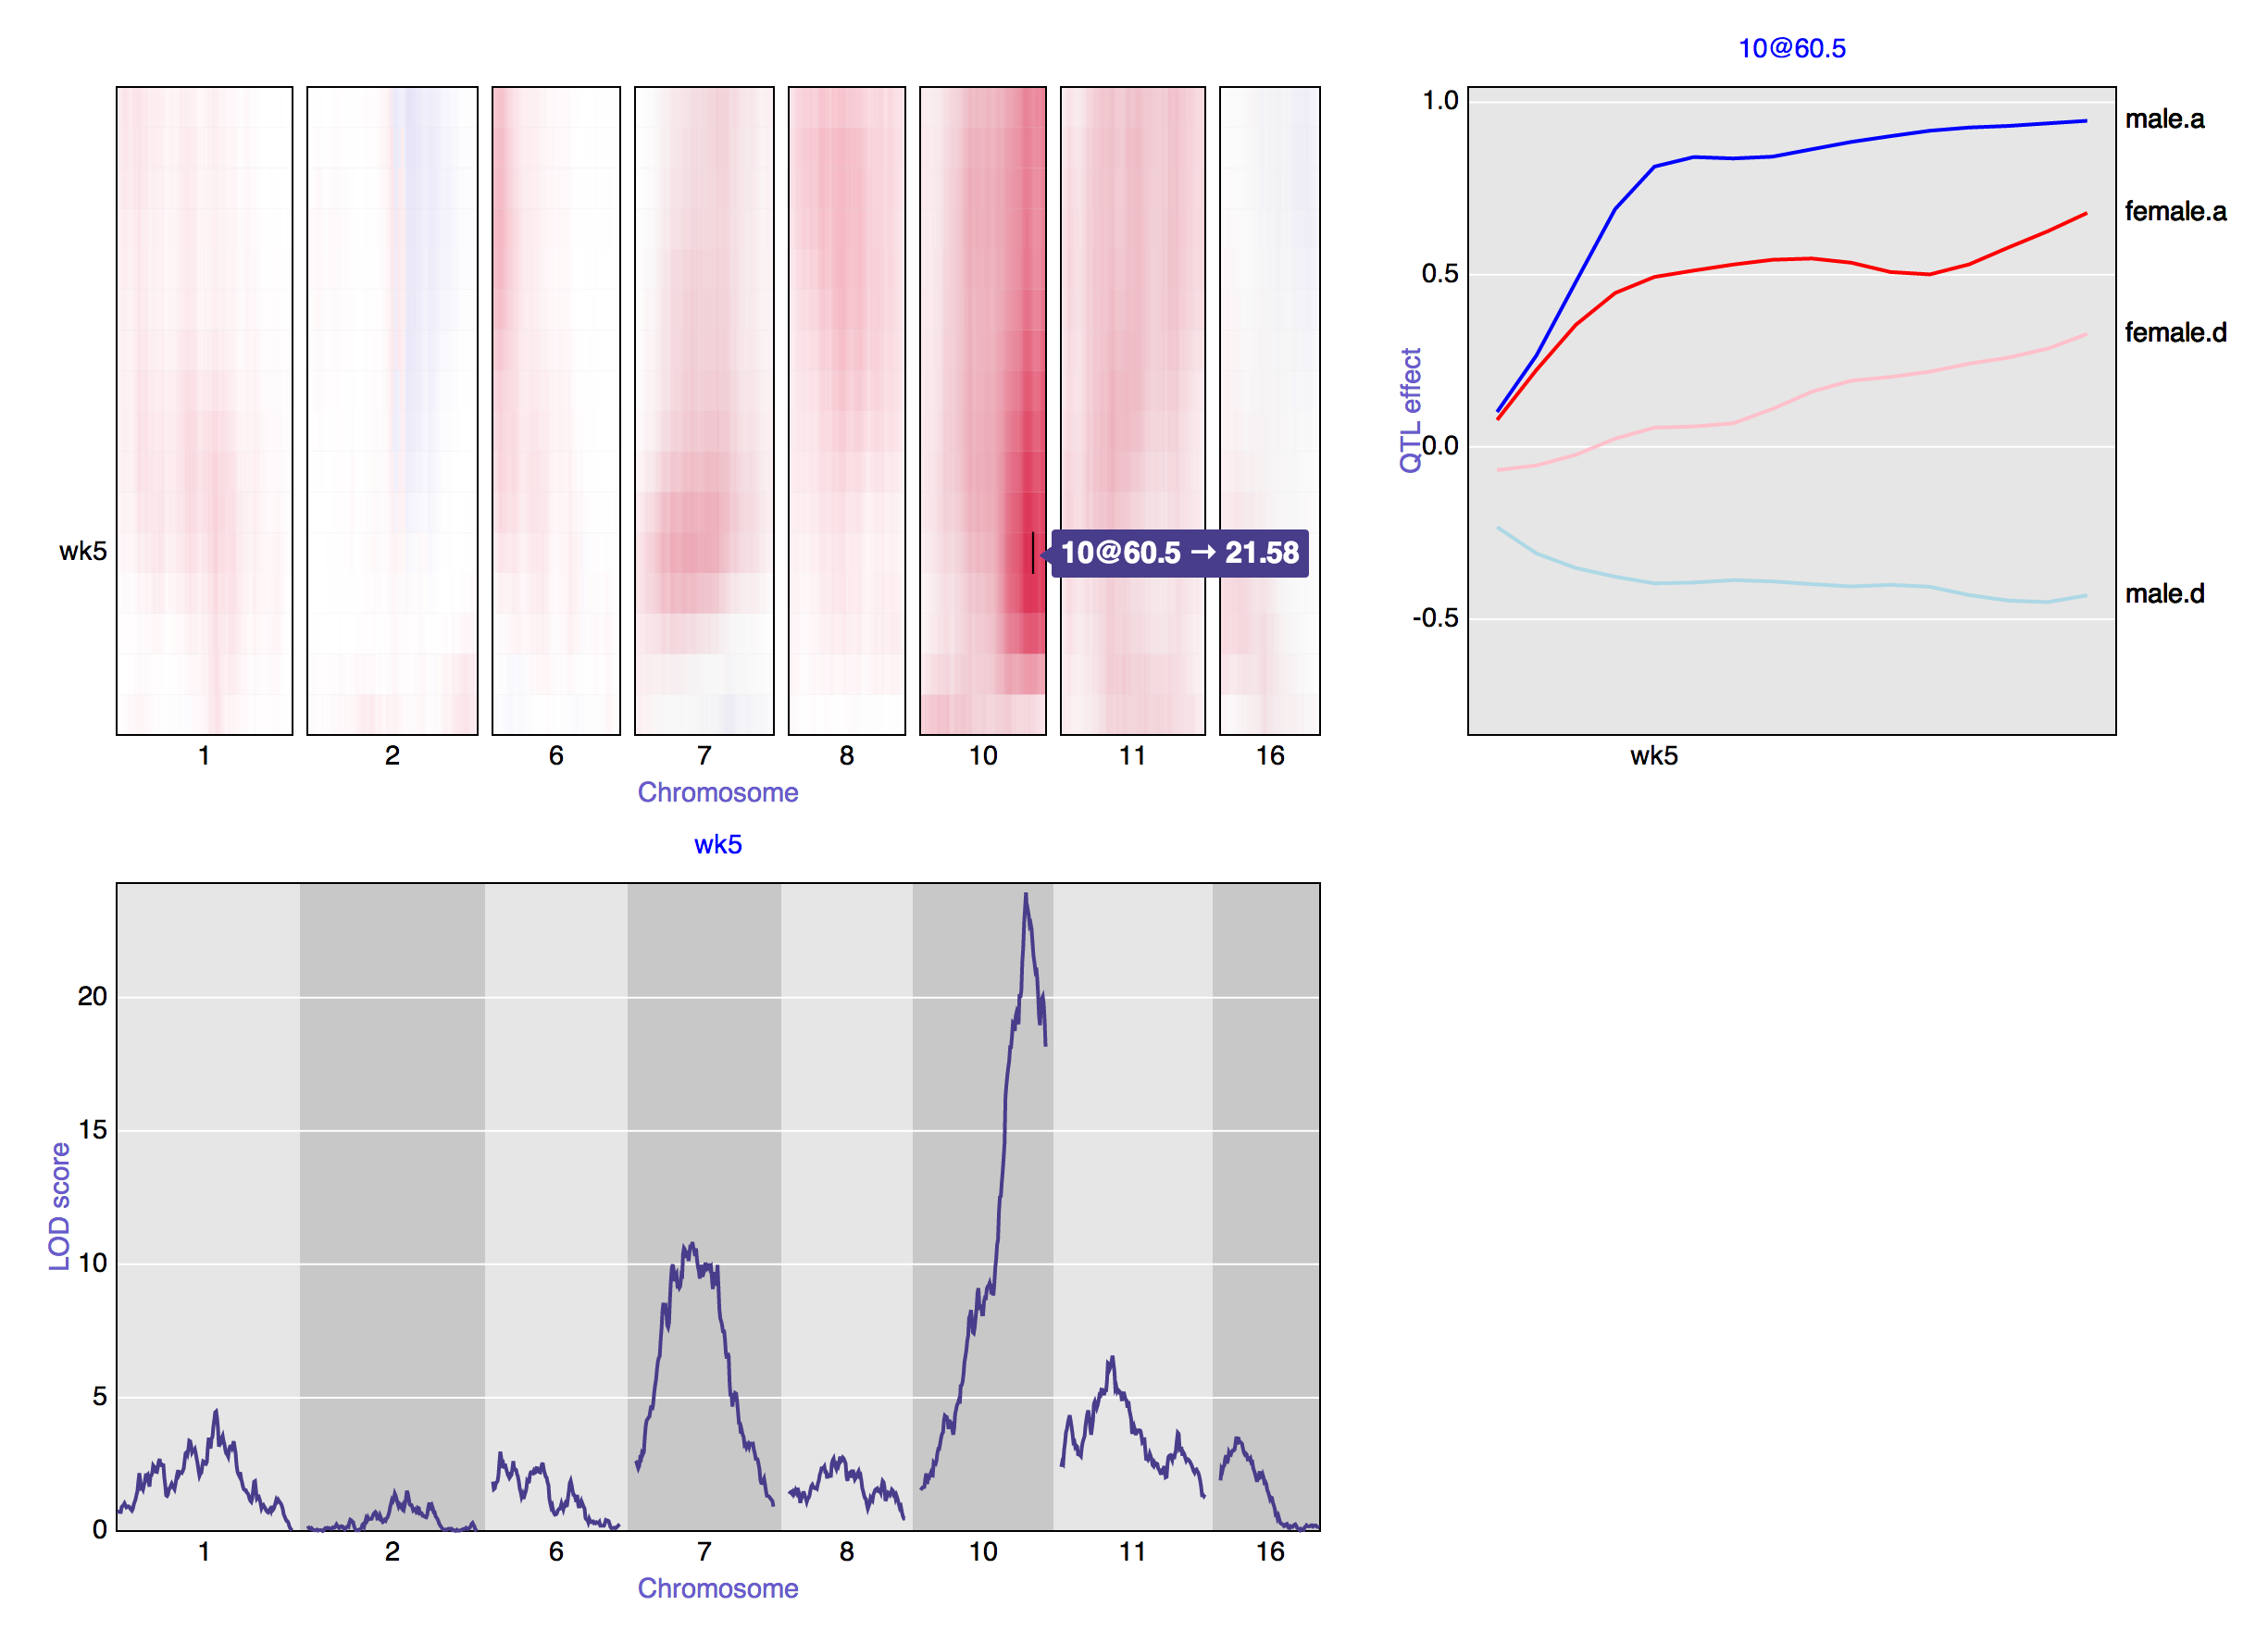 wk5
10@60.5 → 21.58
1 2 6 7 8 10 11 16
Chromosome
10@60.5
1.0
0.5
0.0
-0.5
QTL effect
male.a
female.a
female.d
male.d
wk5
wk5
20
15
10
5
0
LOD score
1 2 6 7 8 10 11 16
Chromosome